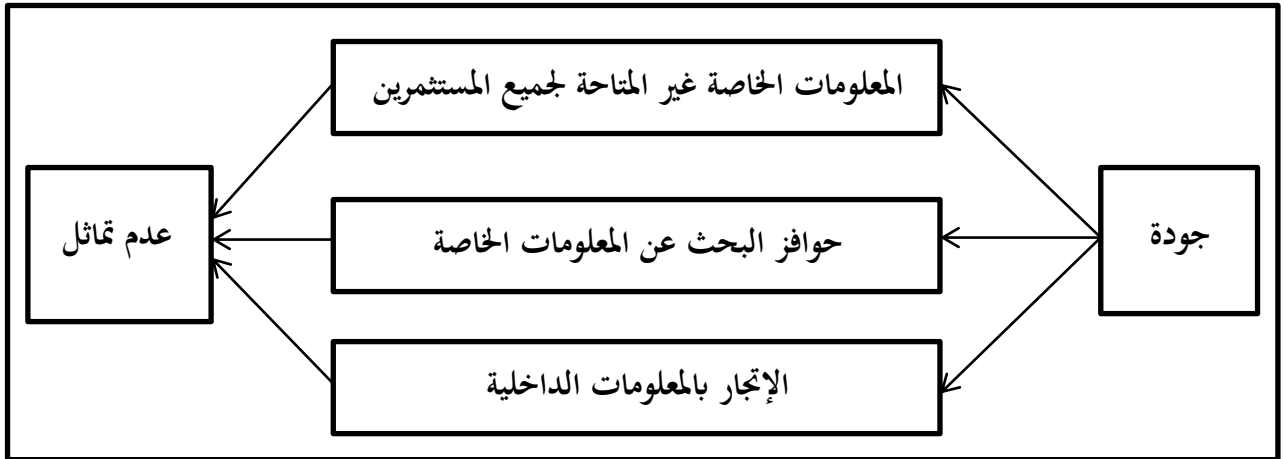 المعلومات الخاصة غير المتاحة لجميع المستثمرين
جودة
حوافز البحث عن المعلومات الخاصة
عدم تماثل
الإتجار بالمعلومات الداخلية